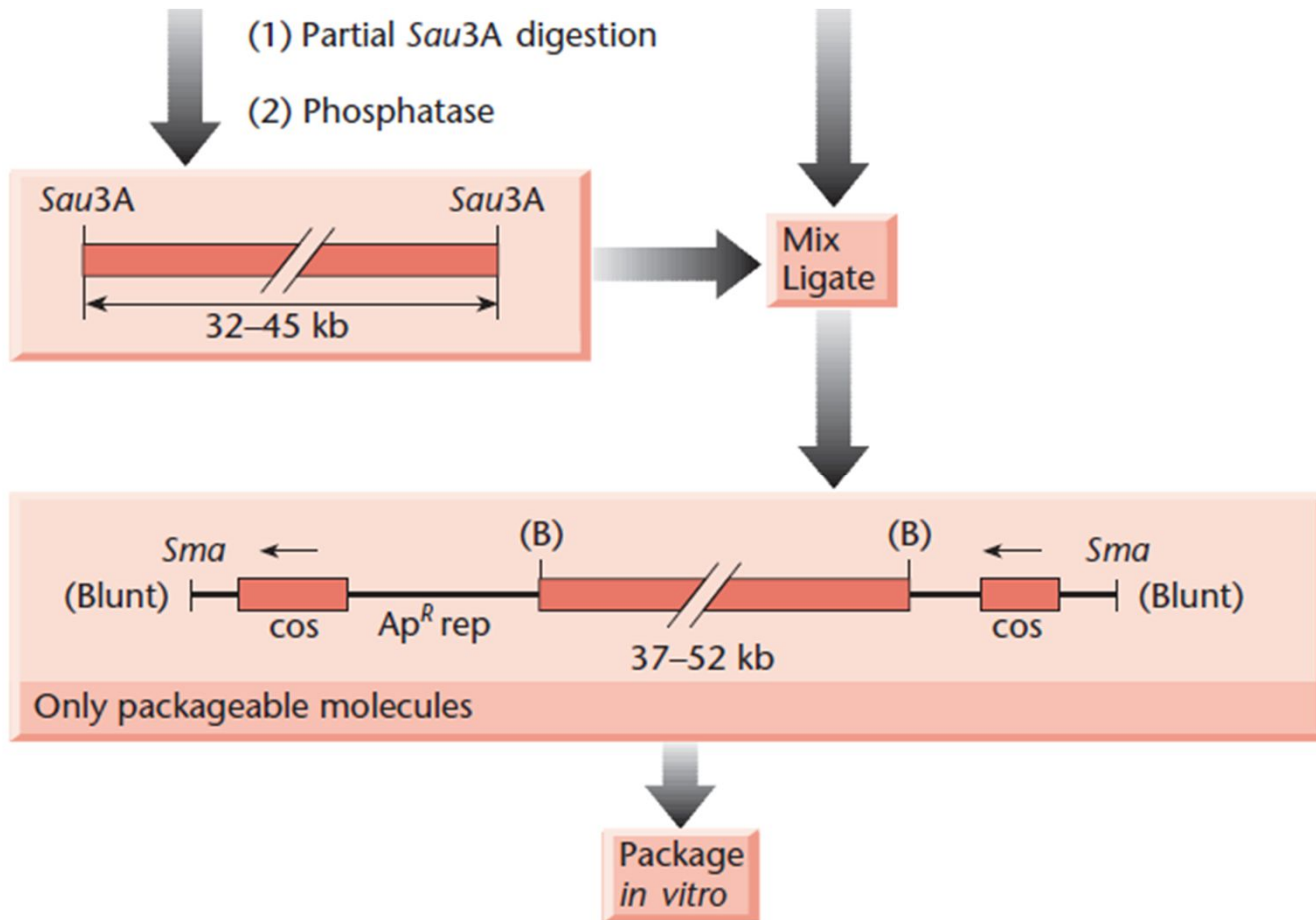 (1) Partial Sau3A digestion
(2) Phosphatase
Sau3A
Sau3A
32–45 kb
Mix
Ligate
(B)
(B)
Sma
Sma
(Blunt)
(Blunt)
cos
Ap^R rep
cos
37–52 kb
Only packageable molecules
Package
in vitro